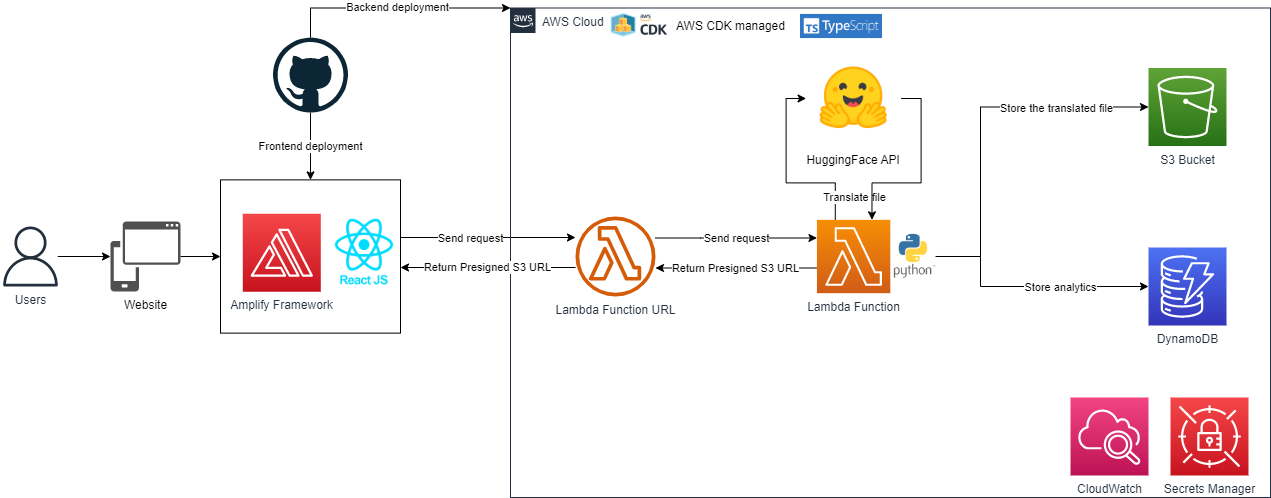 Backend deployment
aws
AWS Cloud
aws
CDK
AWS CDK managed
TS TypeScript
Frontend deployment
HuggingFace API
Translate file
Store the translated file
S3 Bucket
Users
Website
Amplify Framework
React JS
Send request
Return Presigned S3 URL
Lambda Function URL
Send request
Return Presigned S3 URL
Lambda Function
python
Store analytics
DynamoDB
CloudWatch
Secrets Manager